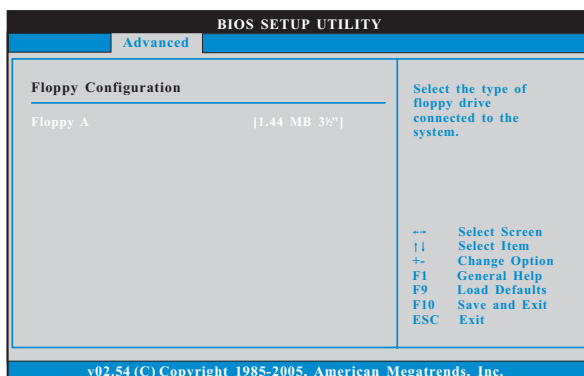 BIOS SETUP UTILITY
Advanced
Floppy Configuration
Floppy A [1.44 MB 3½"]
Select the type of
floppy drive
connected to the
system.
←→ Select Screen
↑↓ Select Item
+- Change Option
F1 General Help
F9 Load Defaults
F10 Save and Exit
ESC Exit
v02.54 (C) Copyright 1985-2005, American Megatrends, Inc.